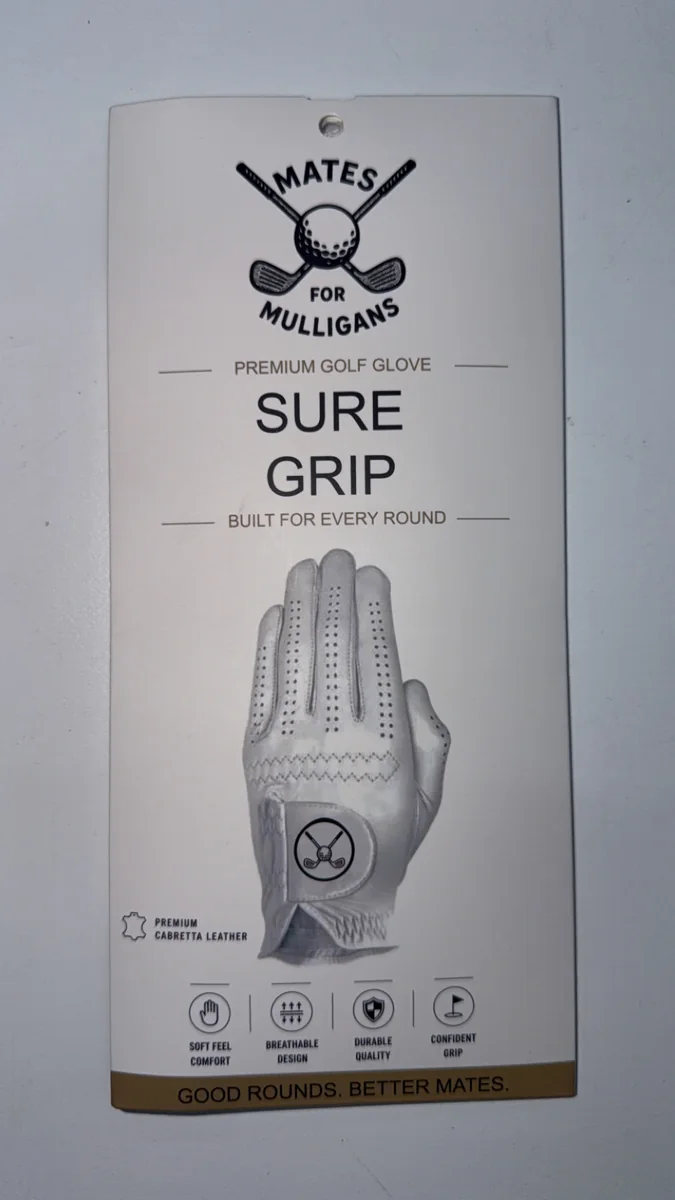 MATES
FOR
MULLIGANS
PREMIUM GOLF GLOVE
SURE
GRIP
BUILT FOR EVERY ROUND
PREMIUM
CABRETTA LEATHER
SOFT FEEL
COMFORT
BREATHABLE
DESIGN
DURABLE
QUALITY
CONFIDENT
GRIP
GOOD ROUNDS. BETTER MATES.